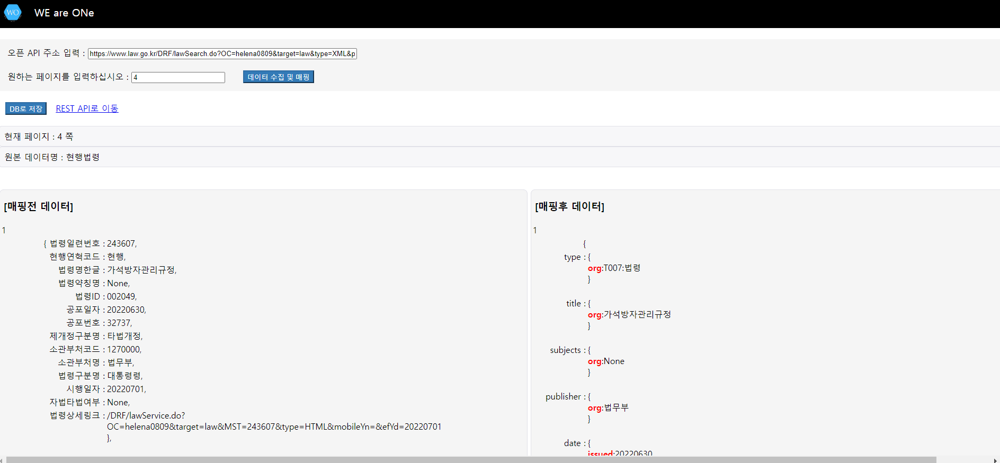 WO
WE are ONe
오픈 API 주소 입력 : https://www.law.go.kr/DRF/lawSearch.do?OC=helena0809&target=law&type=XML&p
원하는 페이지를 입력하십시오 : 4 데이터 수집 및 매핑
DB로 저장 REST API로 이동
현재 페이지 : 4 쪽
원본 데이터명 : 현행법령
[매핑전 데이터]
1
{ 법령일련번호 : 243607,
현행연혁코드 : 현행,
법령명한글 : 가석방자관리규정,
법령약칭명 : None,
법령ID : 002049,
공포일자 : 20220630,
공포번호 : 32737,
제개정구분명 : 타법개정,
소관부처코드 : 1270000,
소관부처명 : 법무부,
법령구분명 : 대통령령,
시행일자 : 20220701,
자법타법여부 : None,
법령상세링크 : /DRF/lawService.do?
OC=helena0809&target=law&MST=243607&type=HTML&mobileYn=&efYd=20220701
},
[매핑후 데이터]
1
{
type : {
org:T007:법령
}
title : {
org:가석방자관리규정
}
subjects : {
org:None
}
publisher : {
org:법무부
}
date : {
issued:20220630